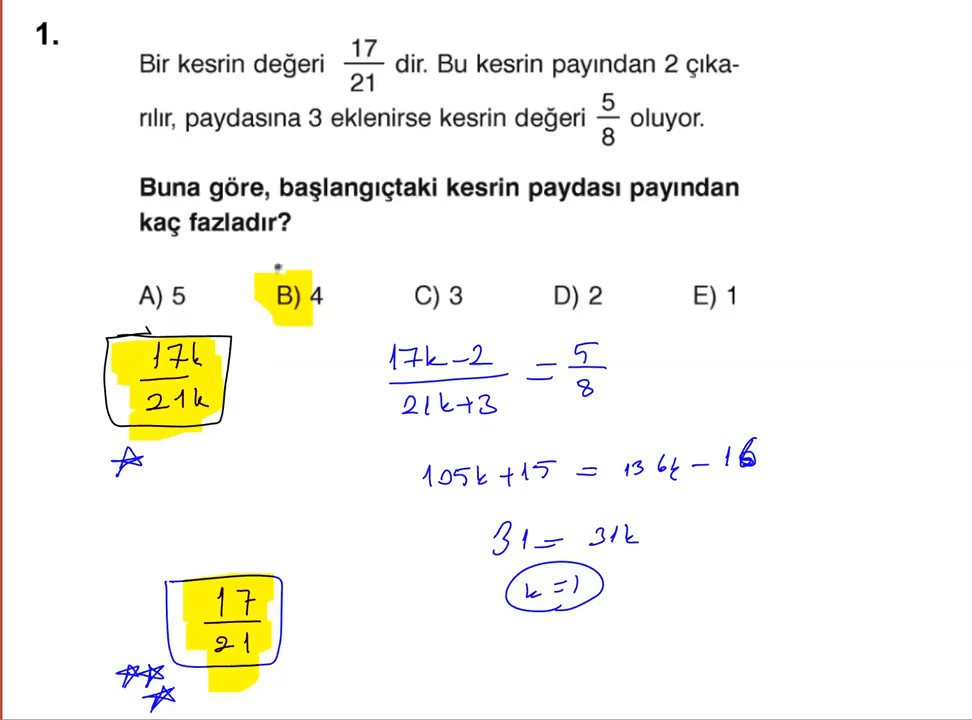 1.
Bir kesrin değeri 17/21 dir. Bu kesrin payından 2 çıka-
rılır, paydasına 3 eklenirse kesrin değeri 5/8 oluyor.
Buna göre, başlangıçtaki kesrin paydası payından
kaç fazladır?
A) 5 B) 4 C) 3 D) 2 E) 1
17k/21k
17k-2/21k+3 = 5/8
105k+15 = 136k-16
31 = 31k
k=1
17/21